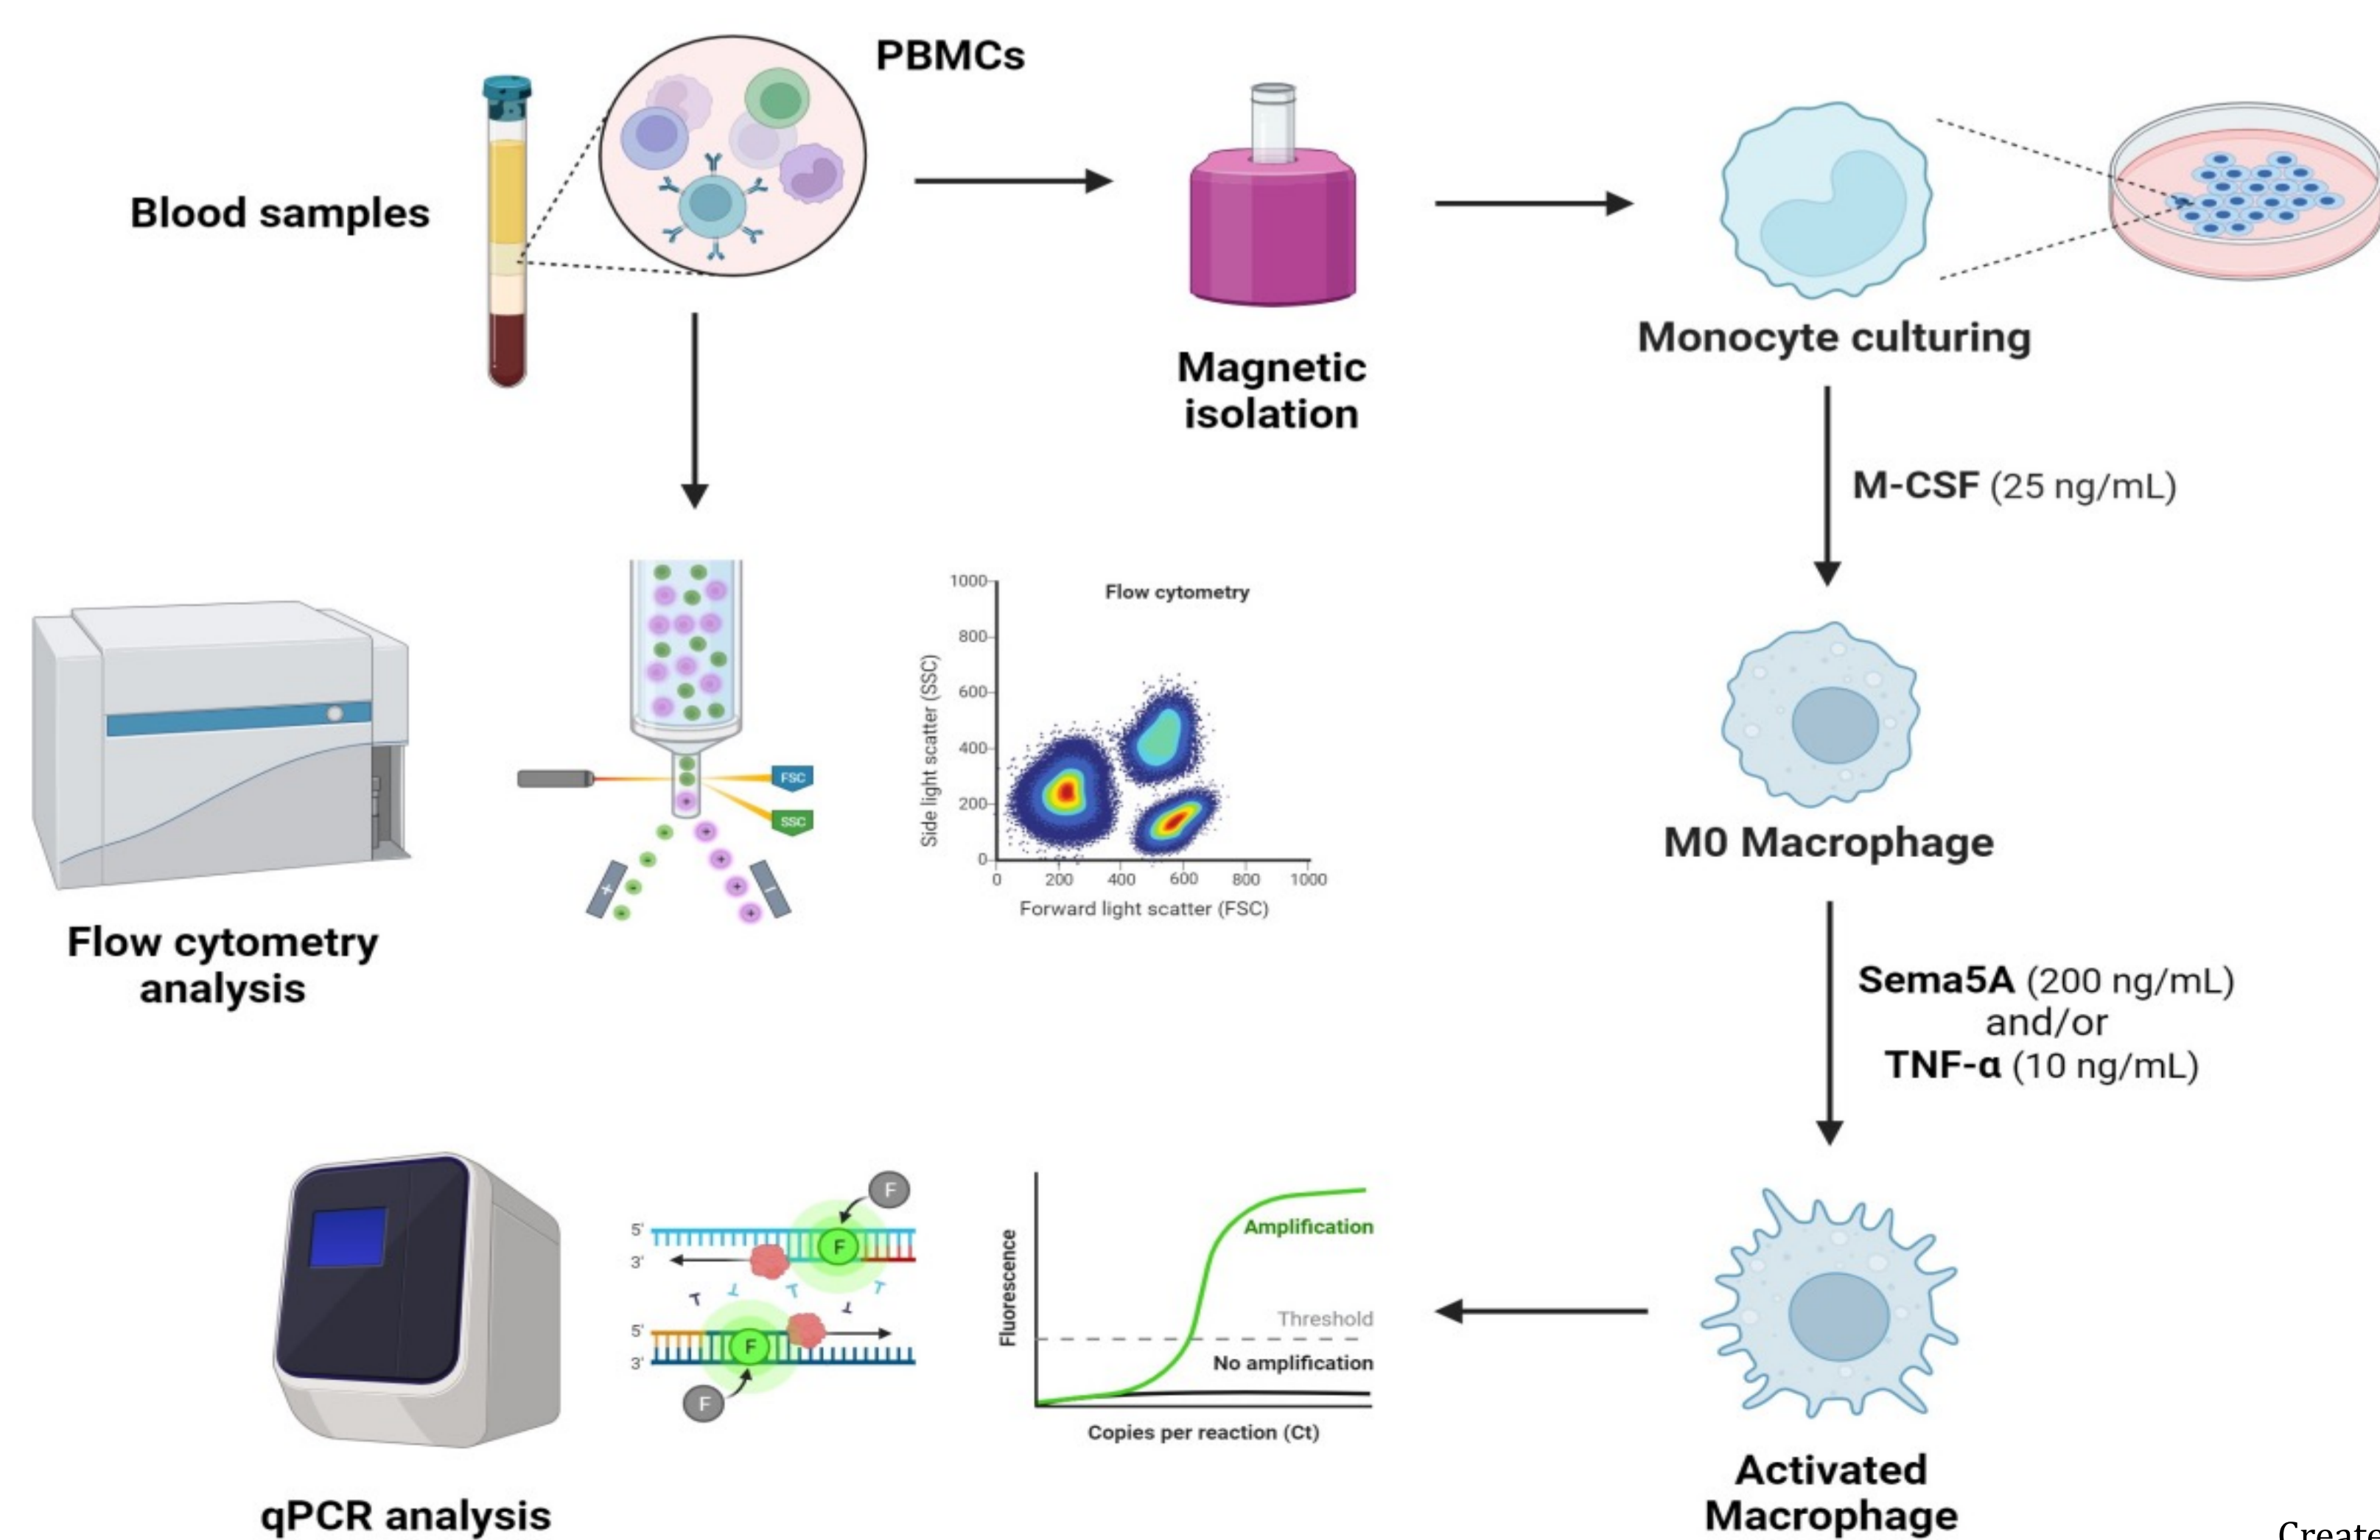 PBMCs
Blood samples
Magnetic
isolation
Monocyte culturing
M-CSF (25 ng/mL)
Flow cytometry
1000
800
600
400
200
0
Side light scatter (SSC)
0 200 400 600 800 1000
Forward light scatter (FSC)
FSC
SSC
+ −
Flow cytometry
analysis
M0 Macrophage
Sema5A (200 ng/mL)
and/or
TNF-α (10 ng/mL)
F
5'
F
3'
5'
F
3'
F
Fluorescence
Amplification
Threshold
No amplification
Copies per reaction (Ct)
qPCR analysis
Activated
Macrophage